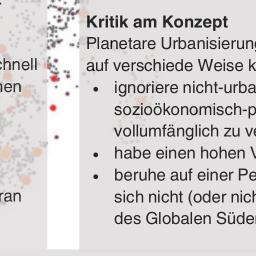 Kritik am Konzept
Planetare Urbanisierung
auf verschiede Weise k
chnell
nen
ignoriere nicht-urba
sozioökonomisch-p
vollumfänglich zu ve
habe einen hohen V
beruhe auf einer Pe
ran
sich nicht (oder nich
des Globalen Süde